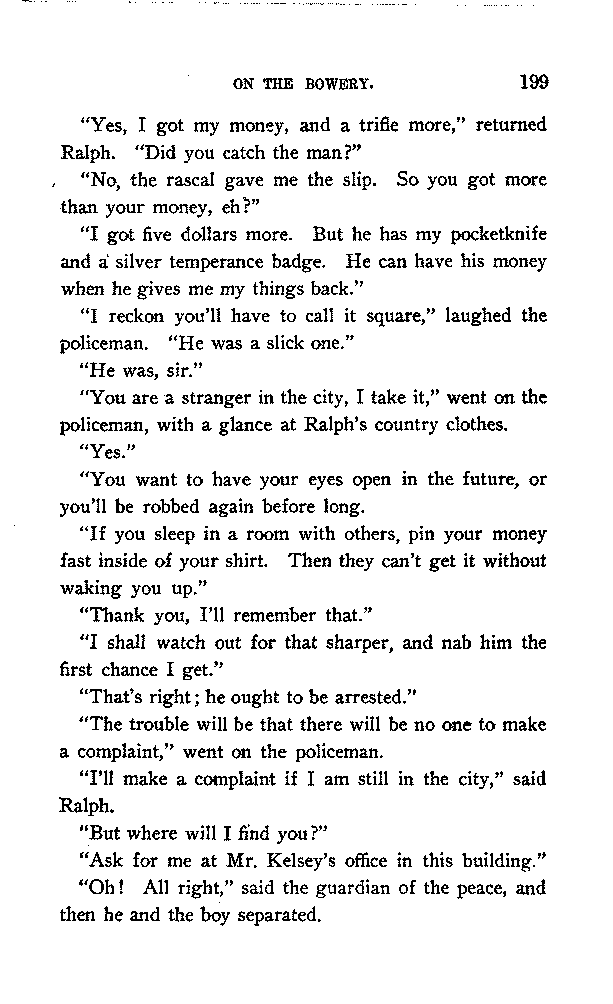 ON THE BOWERY. 199
"Yes, I got my money, and a trifle more," returned
Ralph. "Did you catch the man?"
"No, the rascal gave me the slip. So you got more
than your money, eh?"
"I got five dollars more. But he has my pocketknife
and a silver temperance badge. He can have his money
when he gives me my things back."
"I reckon you'll have to call it square," laughed the
policeman. "He was a slick one."
"He was, sir."
"You are a stranger in the city, I take it," went on the
policeman, with a glance at Ralph's country clothes.
"Yes."
"You want to have your eyes open in the future, or
you'll be robbed again before long.
"If you sleep in a room with others, pin your money
fast inside of your shirt. Then they can't get it without
waking you up."
"Thank you, I'll remember that."
"I shall watch out for that sharper, and nab him the
first chance I get."
"That's right; he ought to be arrested."
"The trouble will be that there will be no one to make
a complaint," went on the policeman.
"I'll make a complaint if I am still in the city," said
Ralph.
"But where will I find you?"
"Ask for me at Mr. Kelsey's office in this building."
"Oh! All right," said the guardian of the peace, and
then he and the boy separated.